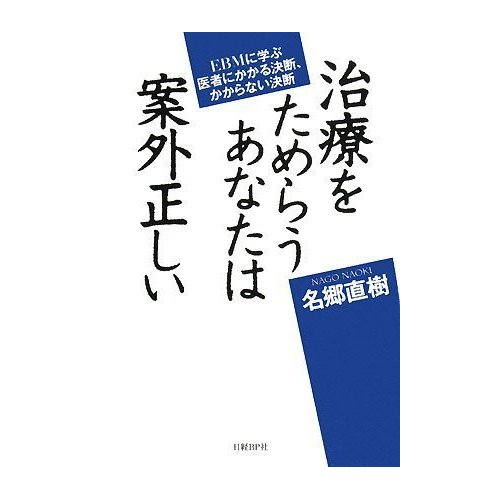 EBMに学ぶ
医者にかかる決断、
かからない決断
治療を
ためらう
あなたは
案外正しい
NAGO NAOKI
名郷直樹
日経BP社